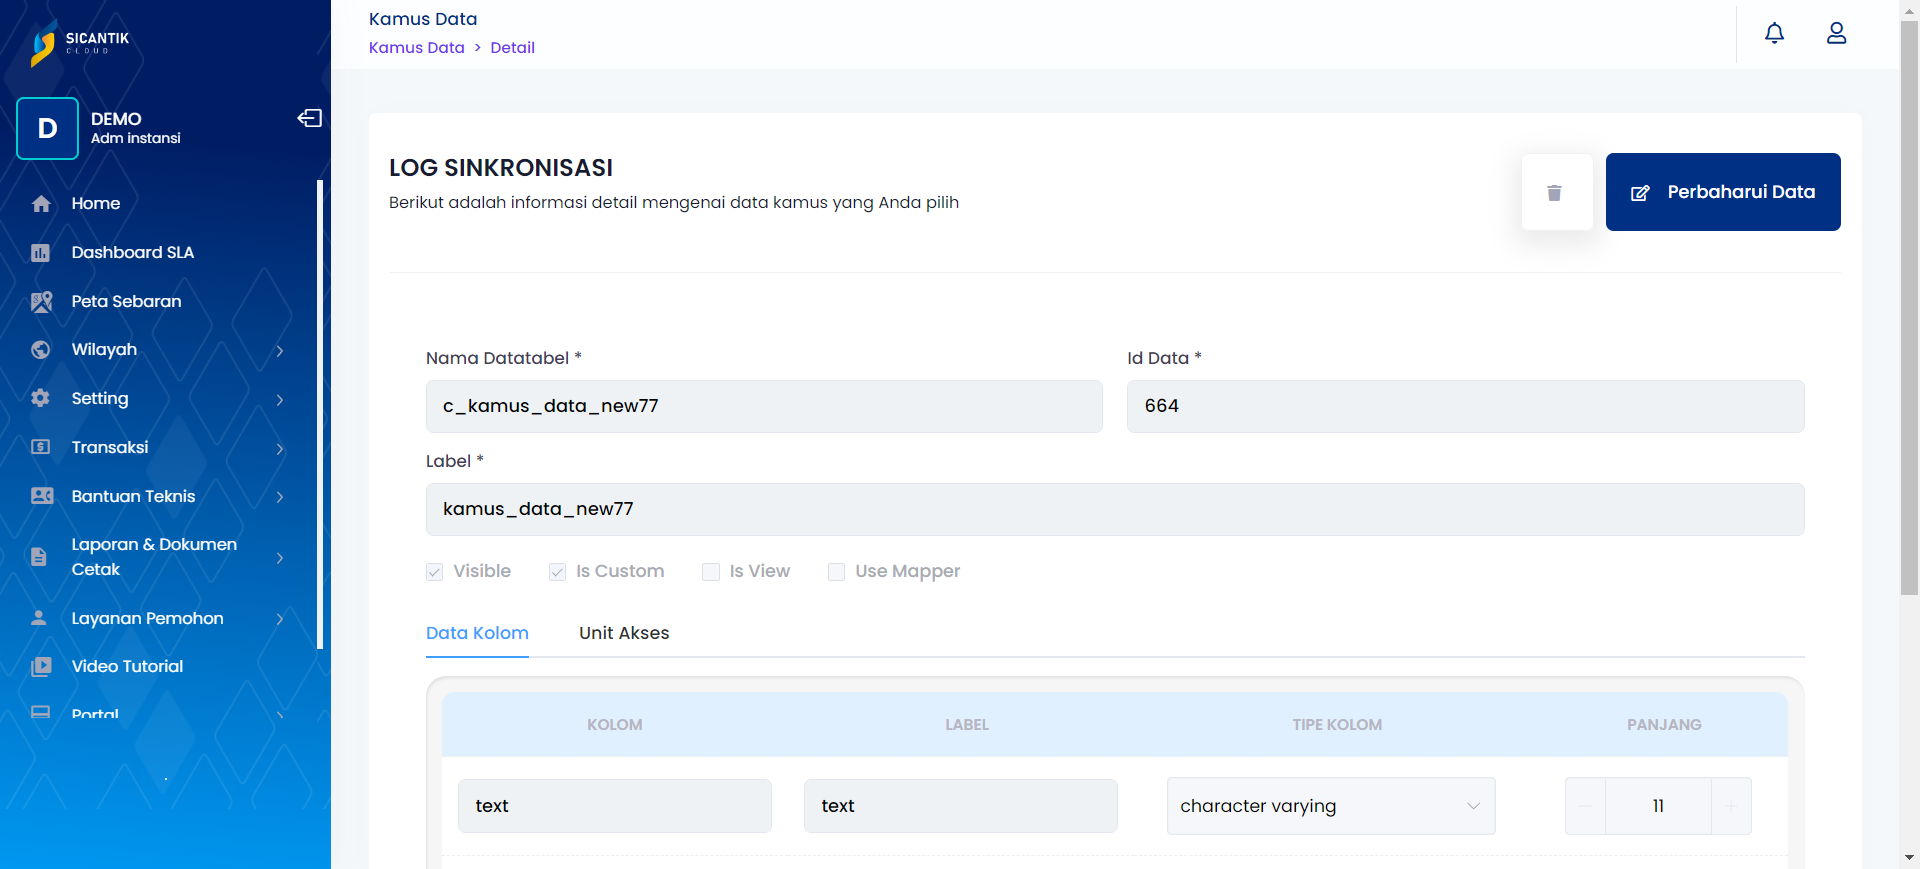 SICANTIK
CLOUD
D
DEMO
Adm instansi
Home
Dashboard SLA
Peta Sebaran
Wilayah
Setting
Transaksi
Bantuan Teknis
Laporan & Dokumen
Cetak
Layanan Pemohon
Video Tutorial
Portal
Kamus Data
Kamus Data > Detail
LOG SINKRONISASI
Berikut adalah informasi detail mengenai data kamus yang Anda pilih
Perbaharui Data
Nama Datatabel *
Id Data *
c_kamus_data_new77
664
Label *
kamus_data_new77
Visible
Is Custom
Is View
Use Mapper
Data Kolom
Unit Akses
KOLOM
LABEL
TIPE KOLOM
PANJANG
text
text
character varying
11